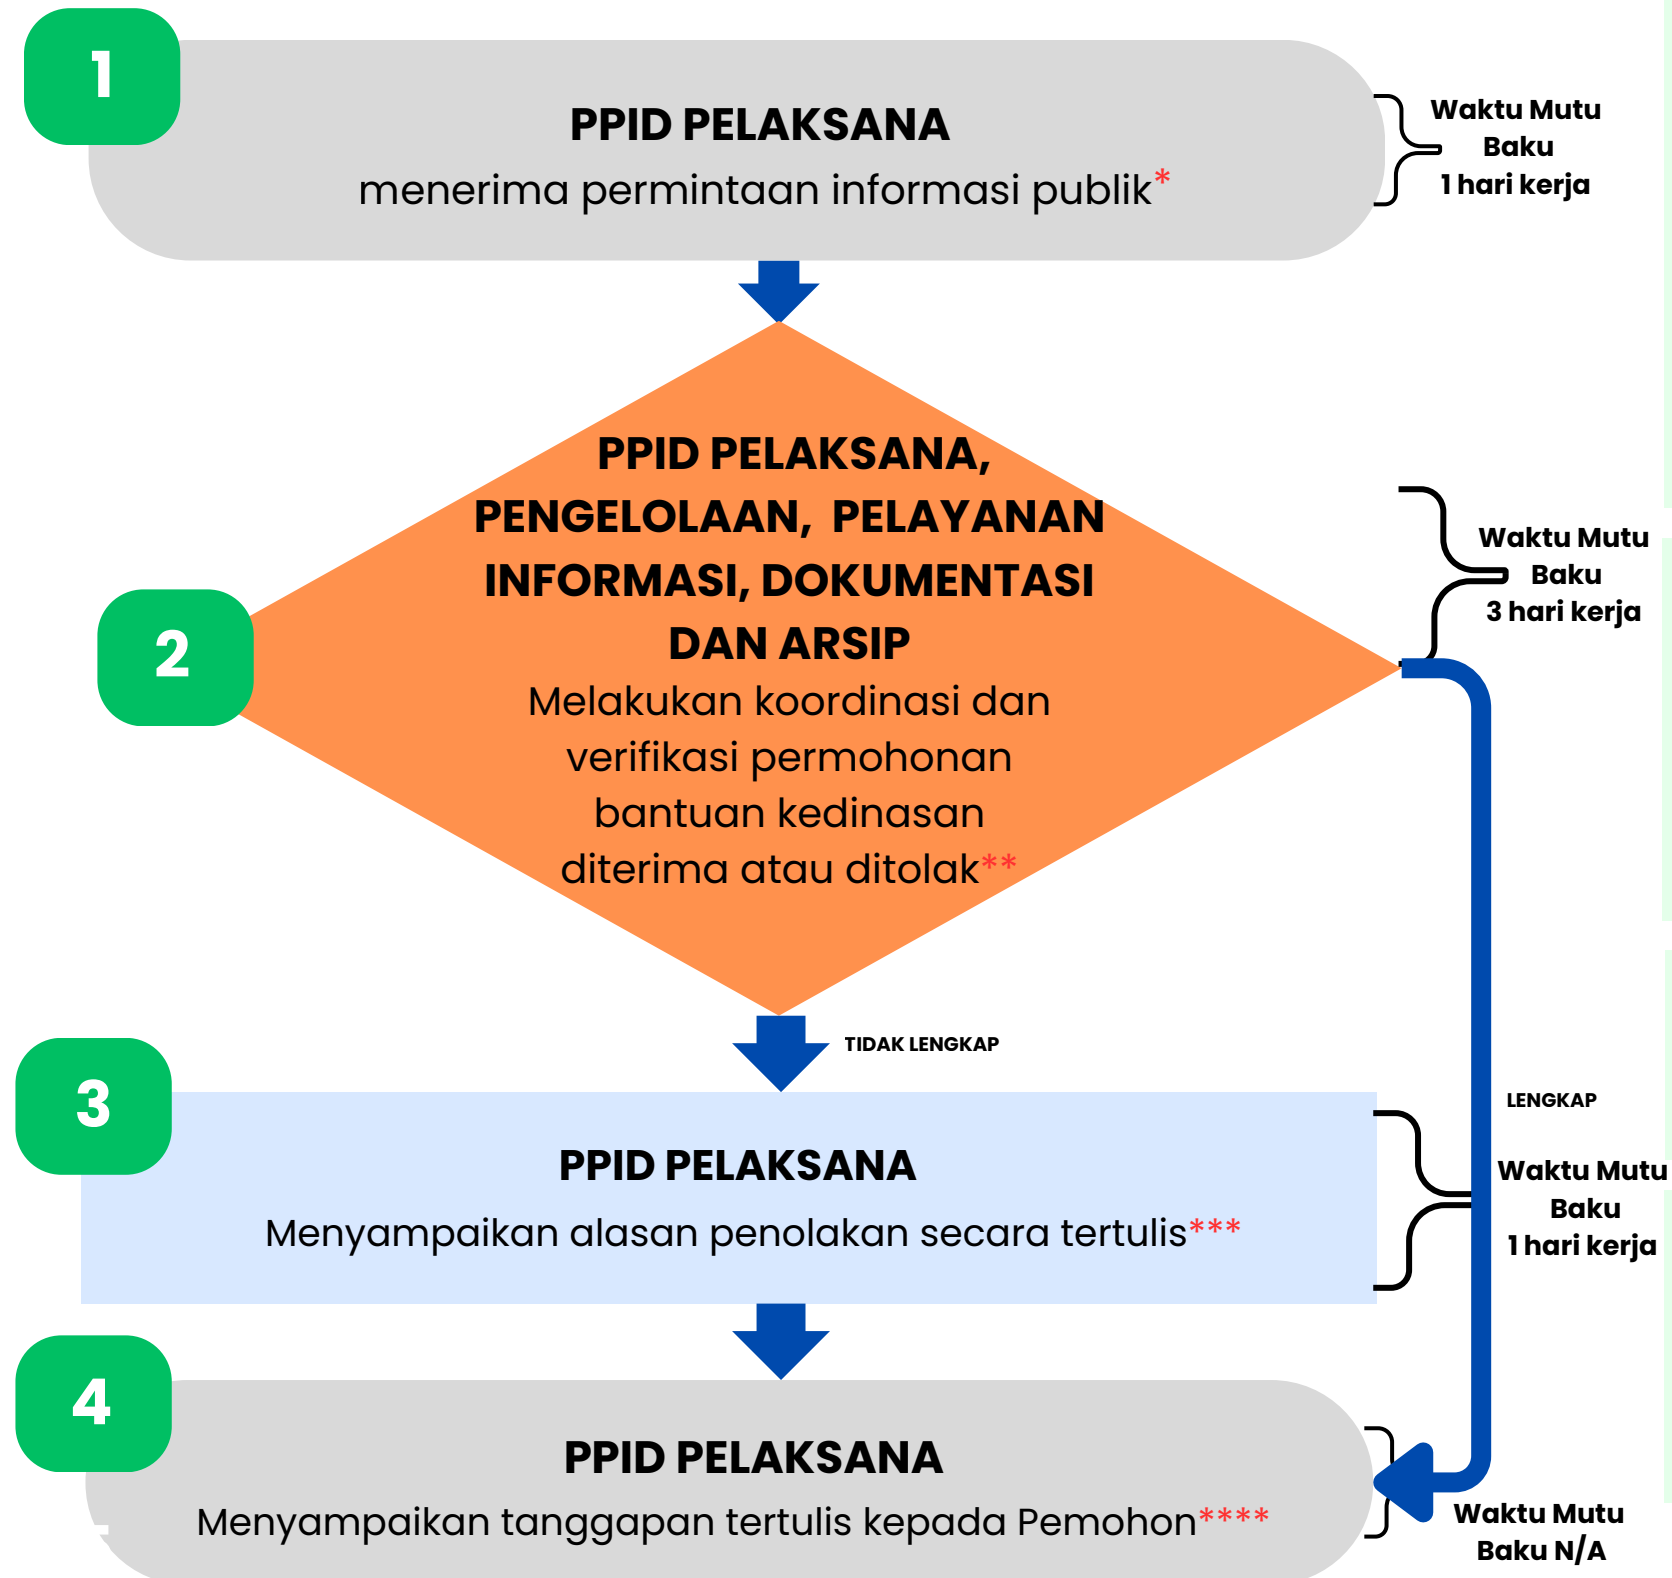 1
PPID PELAKSANA
menerima permintaan informasi publik*
Waktu Mutu
Baku
1 hari kerja
2
PPID PELAKSANA,
PENGELOLAAN, PELAYANAN
INFORMASI, DOKUMENTASI
DAN ARSIP
Melakukan koordinasi dan
verifikasi permohonan
bantuan kedinasan
diterima atau ditolak**
Waktu Mutu
Baku
3 hari kerja
TIDAK LENGKAP
LENGKAP
3
PPID PELAKSANA
Menyampaikan alasan penolakan secara tertulis***
Waktu Mutu
Baku
1 hari kerja
4
PPID PELAKSANA
Menyampaikan tanggapan tertulis kepada Pemohon****
Waktu Mutu
Baku N/A